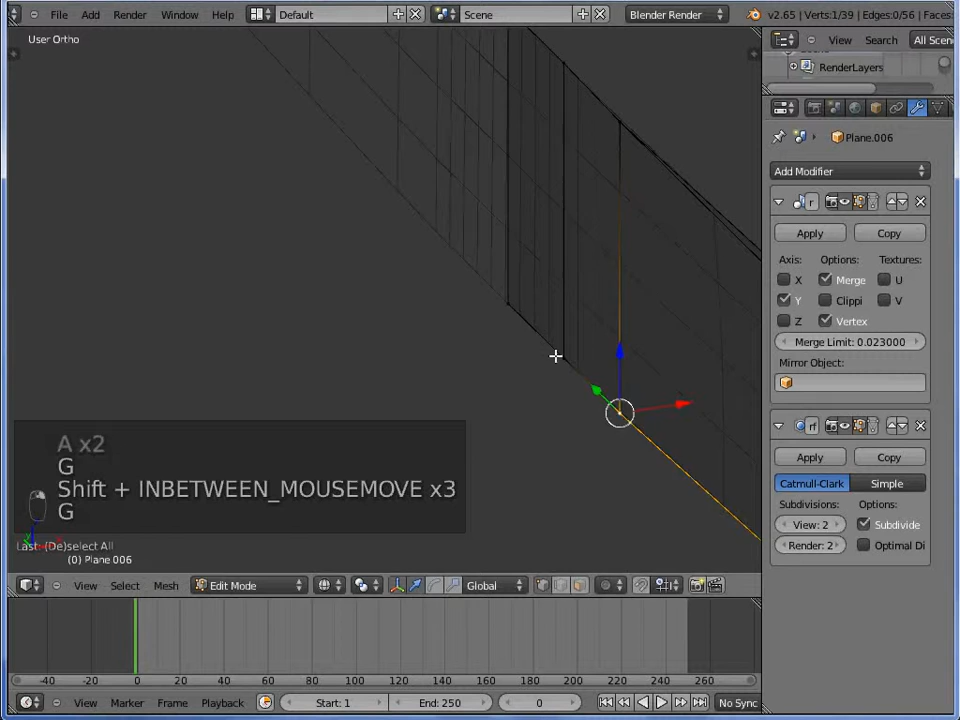 File Add Render Window Help Default Scene Blender Render v2.65 | Verts:1/39 | Edges:0/56 | Faces:
User Ortho
View Search All Scen
RenderLayers
Plane.006
Add Modifier
Apply Copy
Axis: Options: Textures:
X Merge U
Y Clippi V
Z Vertex
Merge Limit: 0.023000
Mirror Object:
Apply Copy
Catmull-Clark Simple
Subdivisions: Options:
View: 2 Subdivide
Render: 2 Optimal Di
A x2
G
Shift + INBETWEEN_MOUSEMOVE x3
G
Last: (De)select All
(0) Plane.006
View Select Mesh Edit Mode Global
-40 -20 0 20 40 60 80 100 120 140 160 180 200 220 240 260
View Marker Frame Playback Start: 1 End: 250 0 No Sync